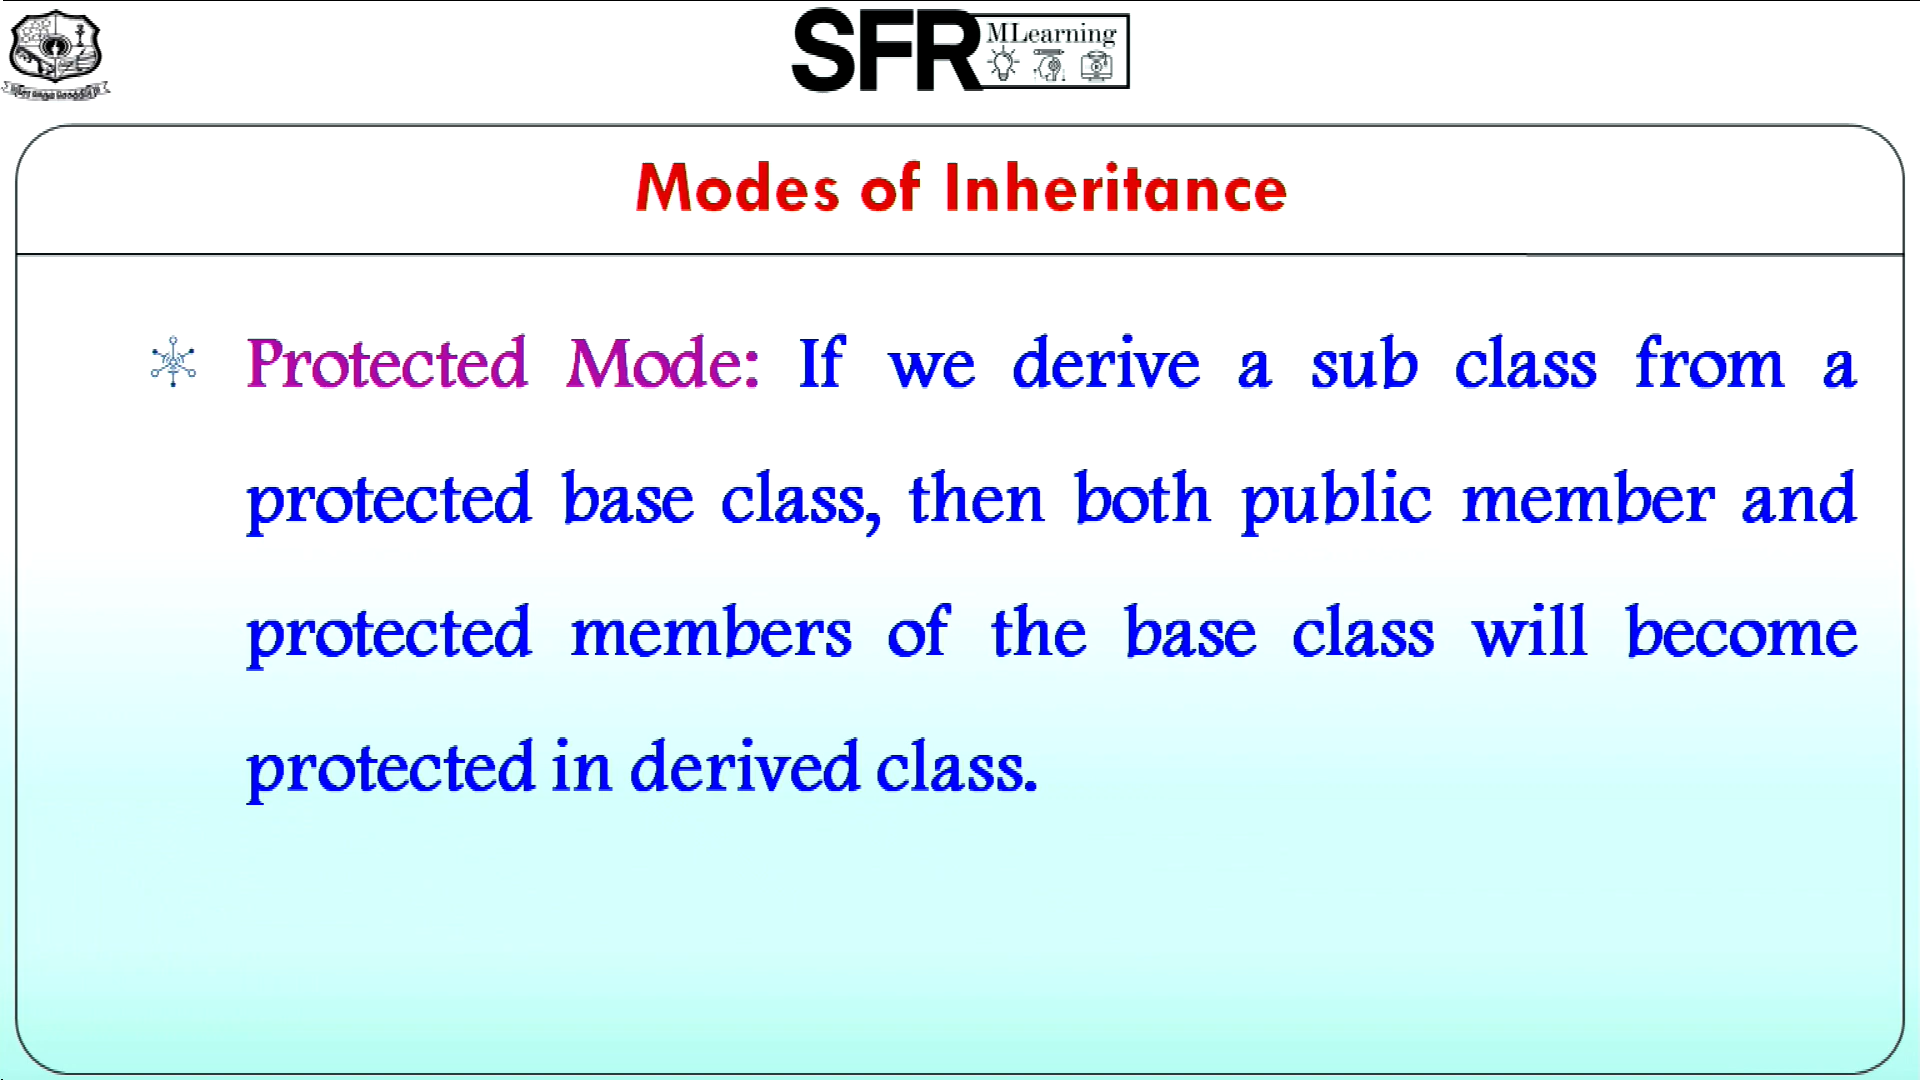 SFR MLearning
Modes of Inheritance
Protected Mode: If we derive a sub class from a
protected base class, then both public member and
protected members of the base class will become
protected in derived class.